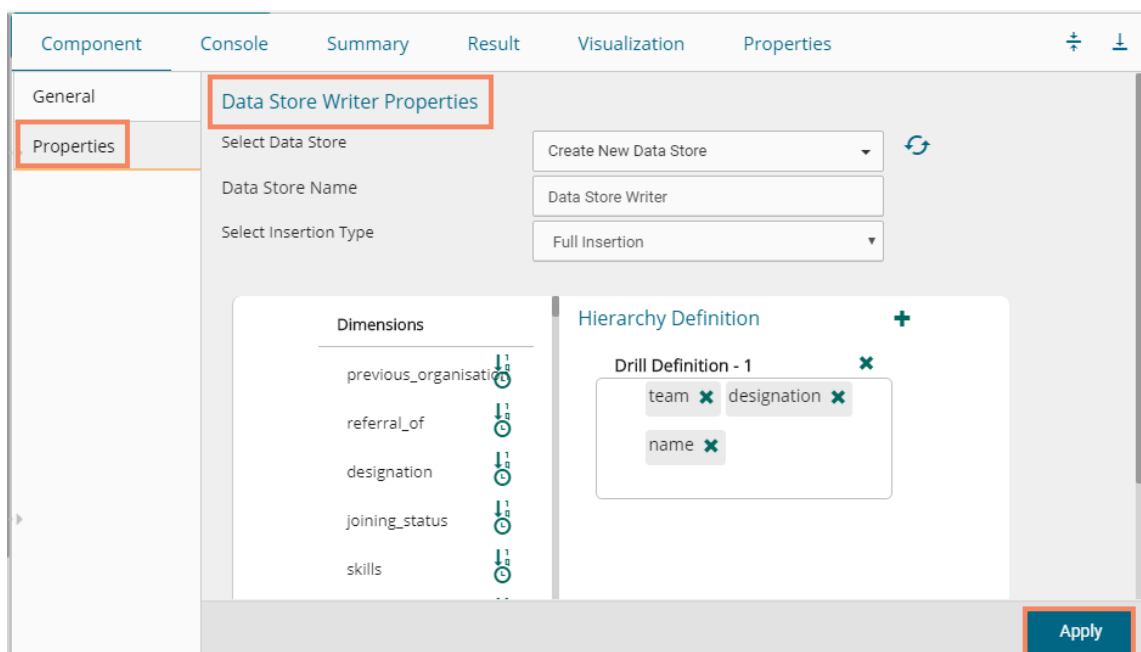 Component Console Summary Result Visualization Properties
General
Properties
Data Store Writer Properties
Select Data Store Create New Data Store
Data Store Name Data Store Writer
Select Insertion Type Full Insertion
Dimensions
previous_organisation
referral_of
designation
joining_status
skills
Hierarchy Definition
Drill Definition - 1
team designation
name
Apply